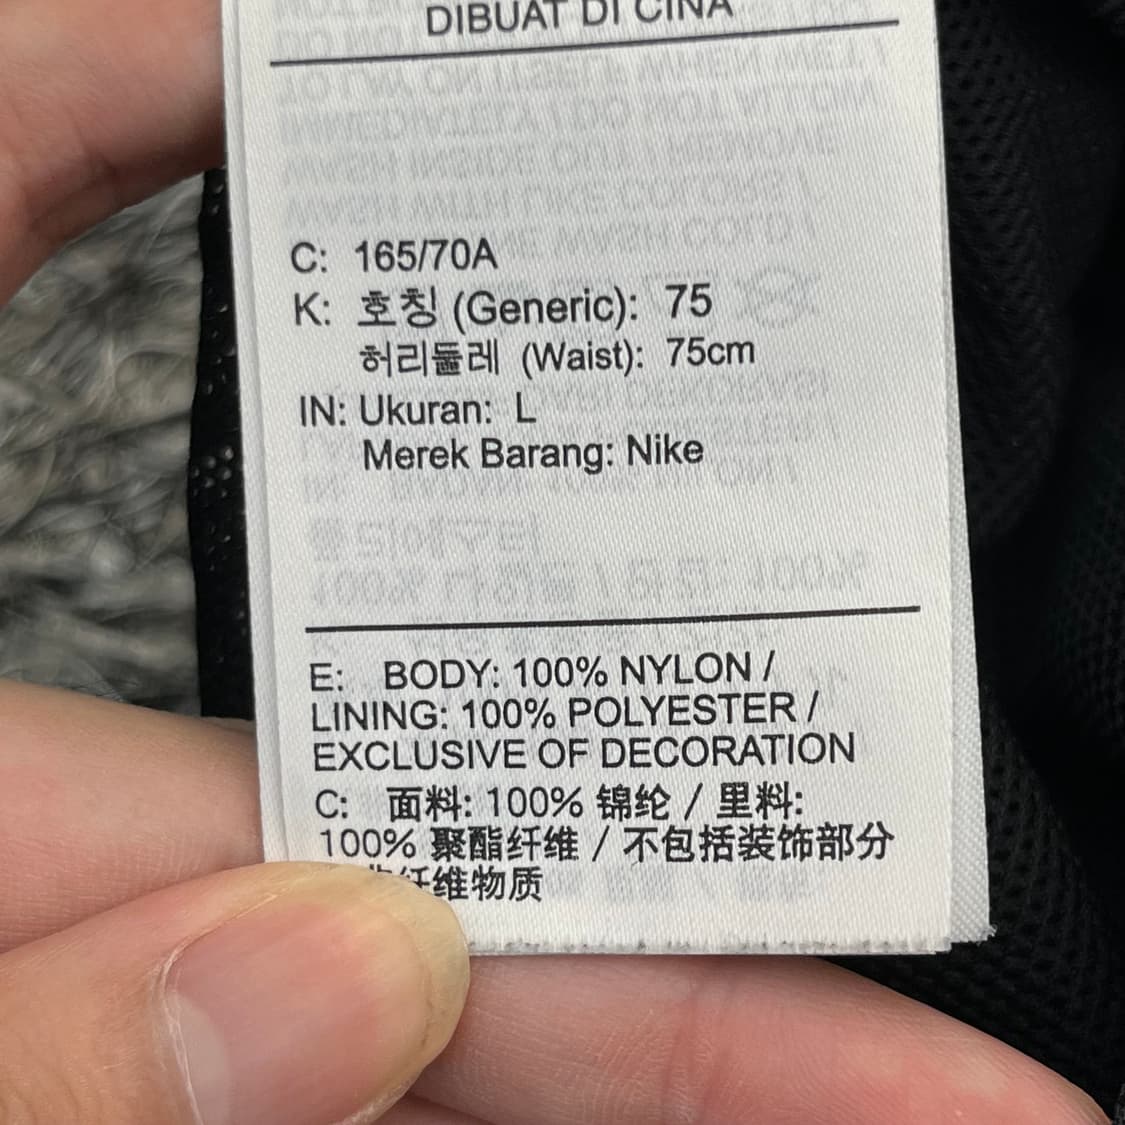 DIBUAT DI CINA
C: 165/70A
K: 호칭 (Generic): 75
허리둘레 (Waist): 75cm
IN: Ukuran: L
Merek Barang: Nike
E: BODY: 100% NYLON /
LINING: 100% POLYESTER /
EXCLUSIVE OF DECORATION
C: 面料: 100% 锦纶 / 里料:
100% 聚酯纤维 / 不包括装饰部分
纤维物质